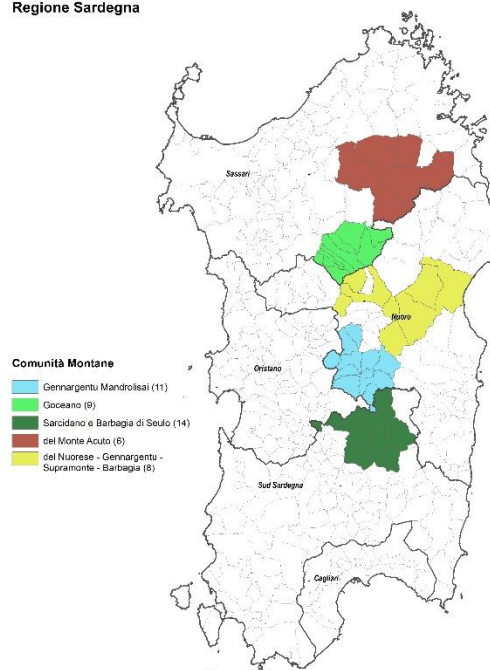 Regione Sardegna
Sassari
Nuoro
Oristano
Comunità Montane
Gennargentu Mandrolisai (11)
Goceano (9)
Sarcidano e Barbagia di Seulo (14)
del Monte Acuto (6)
del Nuorese - Gennargentu -
Supramonte - Barbagia (8)
Sud Sardegna
Cagliari